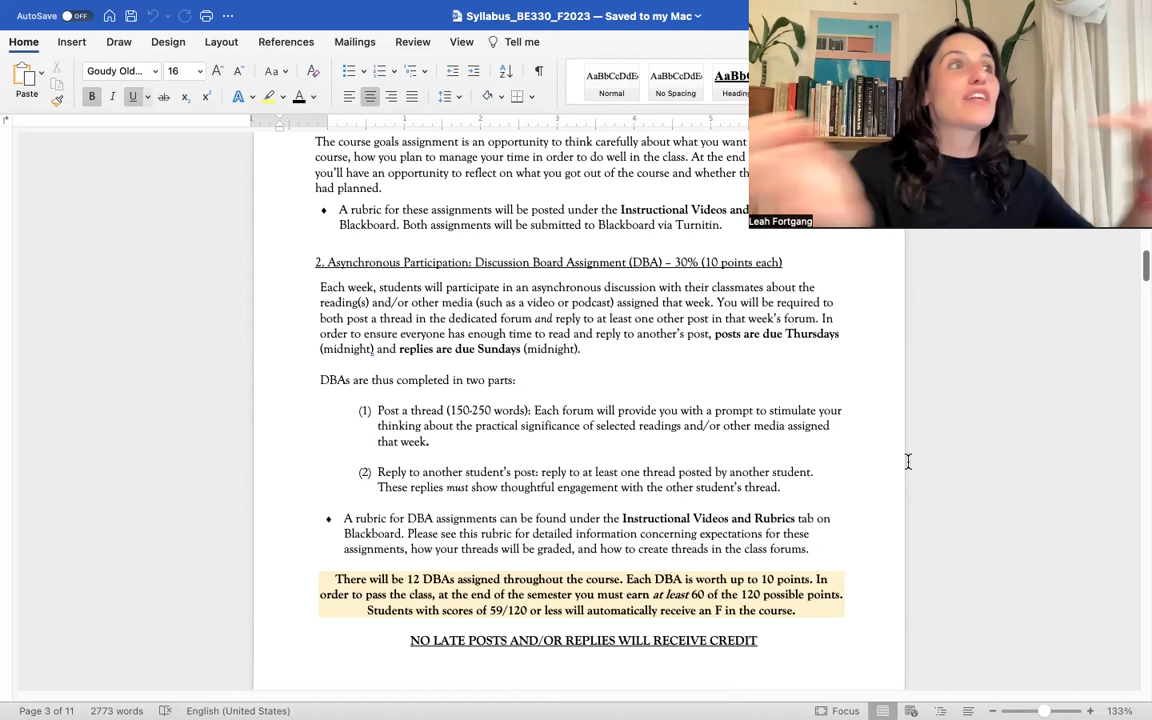 AutoSave OFF
Syllabus_BE330_F2023 — Saved to my Mac
Home Insert Draw Design Layout References Mailings Review View Tell me
Paste
Goudy Old... 16
Aa
AaBbCcDdE AaBbCcDdEe AaBb
Normal No Spacing Heading
1 2 3 4 5
The course goals assignment is an opportunity to think carefully about what you want
course, how you plan to manage your time in order to do well in the class. At the end
you'll have an opportunity to reflect on what you got out of the course and whether th
had planned.
♦ A rubric for these assignments will be posted under the Instructional Videos and
Blackboard. Both assignments will be submitted to Blackboard via Turnitin.
2. Asynchronous Participation: Discussion Board Assignment (DBA) – 30% (10 points each)
Each week, students will participate in an asynchronous discussion with their classmates about the
reading(s) and/or other media (such as a video or podcast) assigned that week. You will be required to
both post a thread in the dedicated forum and reply to at least one other post in that week's forum. In
order to ensure everyone has enough time to read and reply to another's post, posts are due Thursdays
(midnight) and replies are due Sundays (midnight).
DBAs are thus completed in two parts:
(1) Post a thread (150-250 words): Each forum will provide you with a prompt to stimulate your
thinking about the practical significance of selected readings and/or other media assigned
that week.
(2) Reply to another student's post: reply to at least one thread posted by another student.
These replies must show thoughtful engagement with the other student's thread.
♦ A rubric for DBA assignments can be found under the Instructional Videos and Rubrics tab on
Blackboard. Please see this rubric for detailed information concerning expectations for these
assignments, how your threads will be graded, and how to create threads in the class forums.
There will be 12 DBAs assigned throughout the course. Each DBA is worth up to 10 points. In
order to pass the class, at the end of the semester you must earn at least 60 of the 120 possible points.
Students with scores of 59/120 or less will automatically receive an F in the course.
NO LATE POSTS AND/OR REPLIES WILL RECEIVE CREDIT
Leah Fortgang
Page 3 of 11 2773 words English (United States) Focus 133%